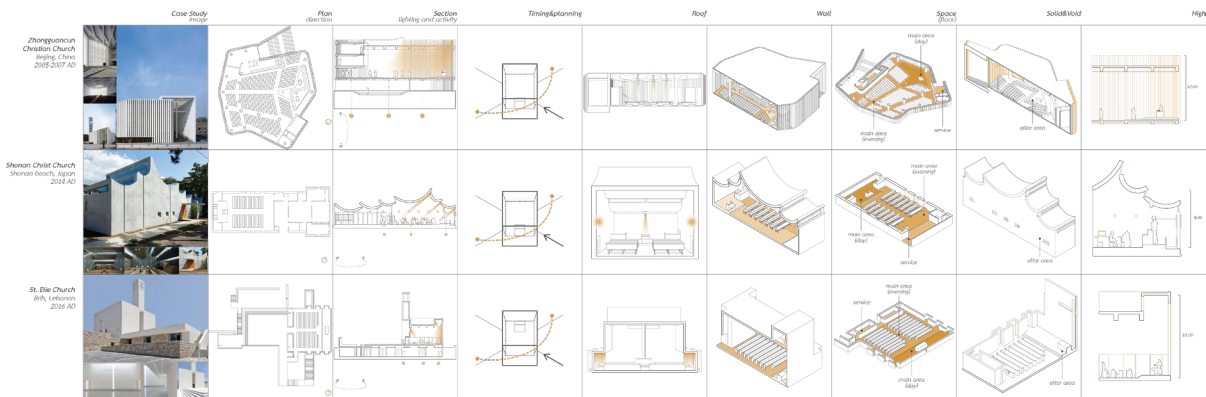 Case Study
image
Plan
direction
Section
lighting and activity
Timing&planning
Roof
Wall
Space
(floor)
Solid&Void
High
Zhongguancun
Christian Church
Beijing, China
2005-2007 AD
main area
(day)
main area
(evening)
service
altar area
12.00
Shonan Christ Church
Shonan beach, Japan
2014 AD
main area
(evening)
main area
(day)
service
altar area
St. Elie Church
Brih, Lebanon
2016 AD
main area
(evening)
service
main area
(day)
altar area